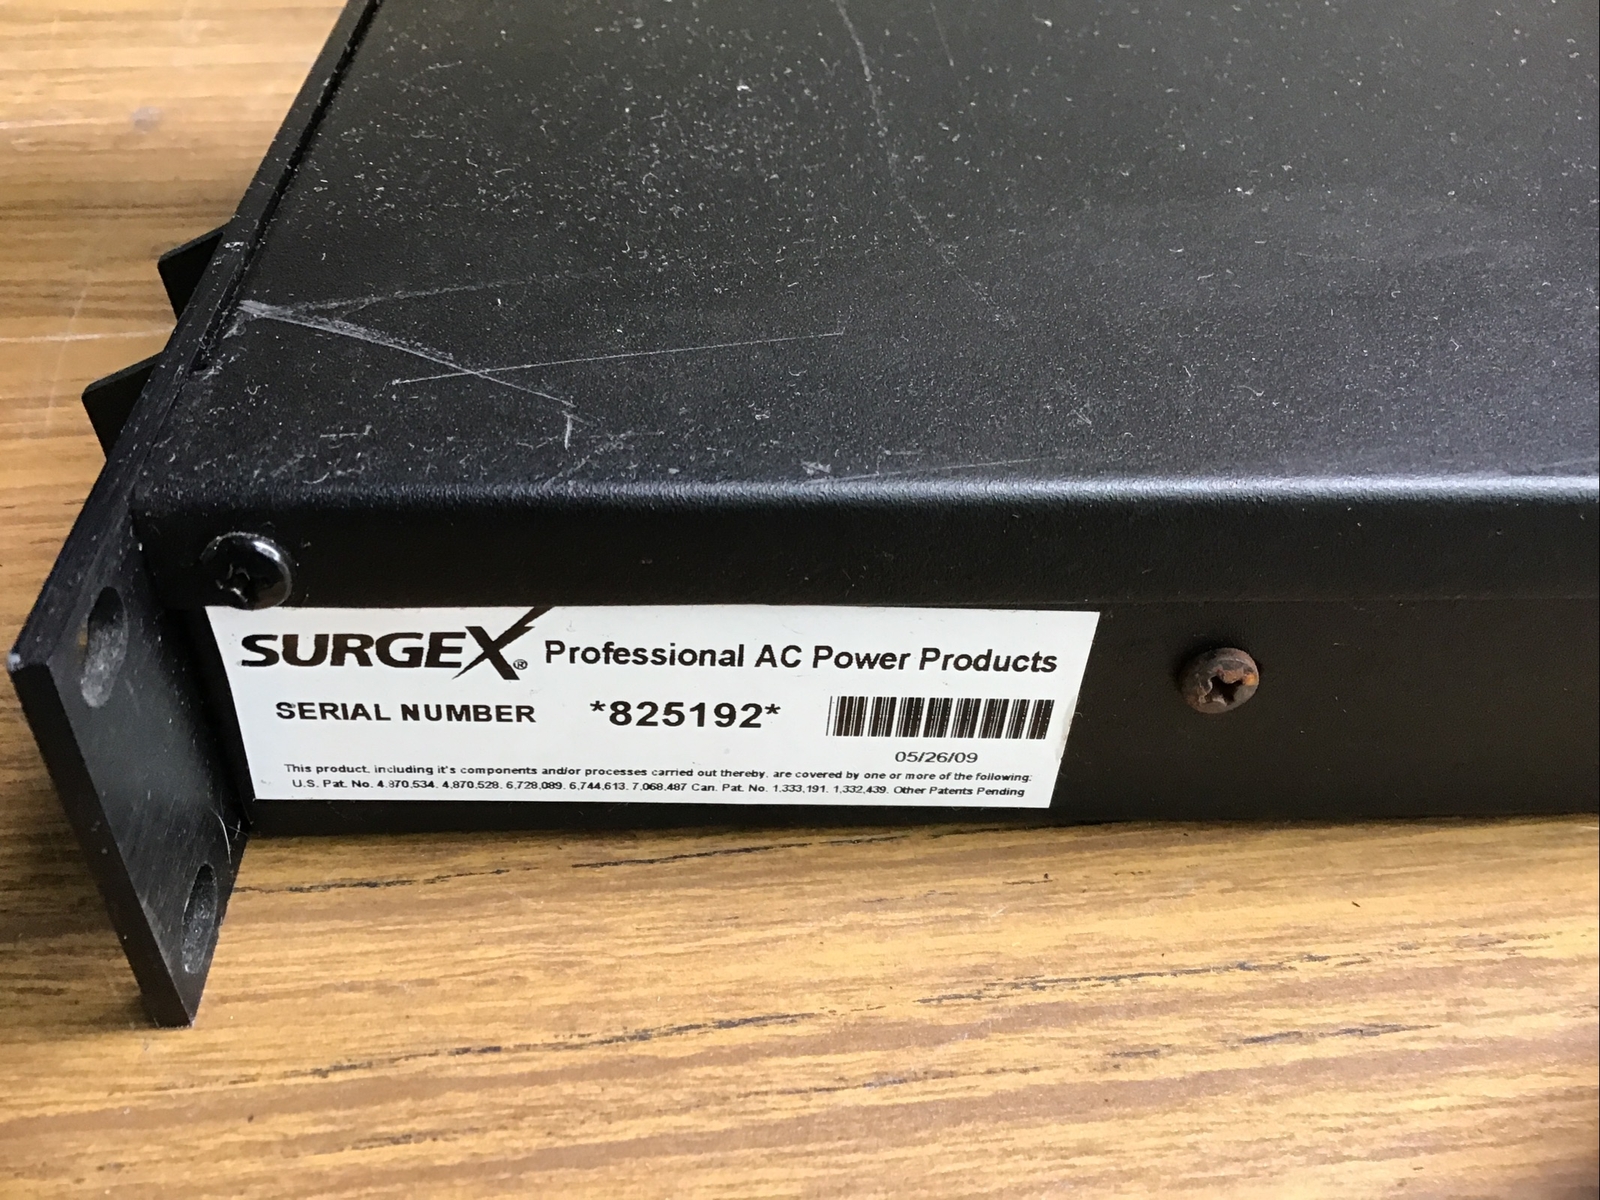 SURGEX® Professional AC Power Products
SERIAL NUMBER *825192*
05/26/09
This product, including it's components and/or processes carried out thereby, are covered by one or more of the following:
U.S. Pat. No. 4,870,534, 4,870,528, 6,728,089, 6,744,613, 7,068,487 Can. Pat. No. 1,333,191, 1,332,439, Other Patents Pending